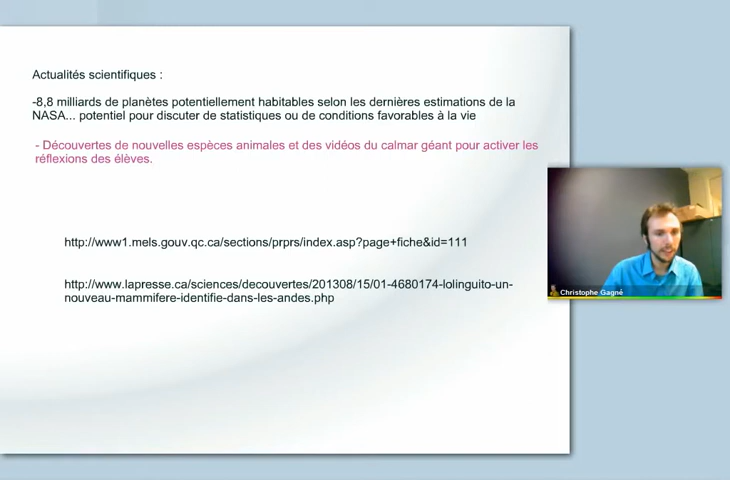 Actualités scientifiques :
-8,8 milliards de planètes potentiellement habitables selon les dernières estimations de la
NASA... potentiel pour discuter de statistiques ou de conditions favorables à la vie
- Découvertes de nouvelles espèces animales et des vidéos du calmar géant pour activer les
réflexions des élèves.
http://www1.mels.gouv.qc.ca/sections/prprs/index.asp?page+fiche&id=111
http://www.lapresse.ca/sciences/decouvertes/201308/15/01-4680174-lolinguito-un-
nouveau-mammifere-identifie-dans-les-andes.php
Christophe Gagné